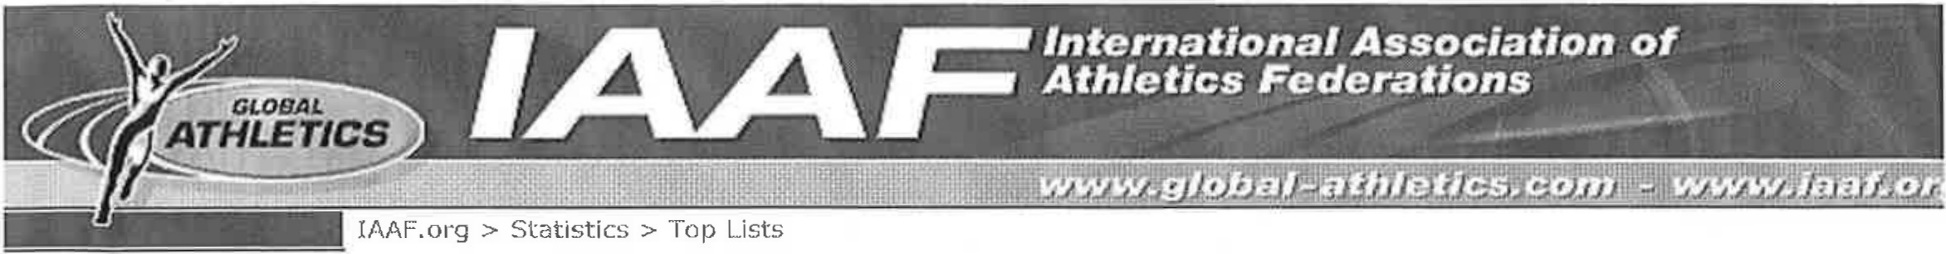 GLOBAL
ATHLETICS
IAAF
International Association of
Athletics Federations
www.global-athletics.com - www.iaaf.or
IAAF.org > Statistics > Top Lists